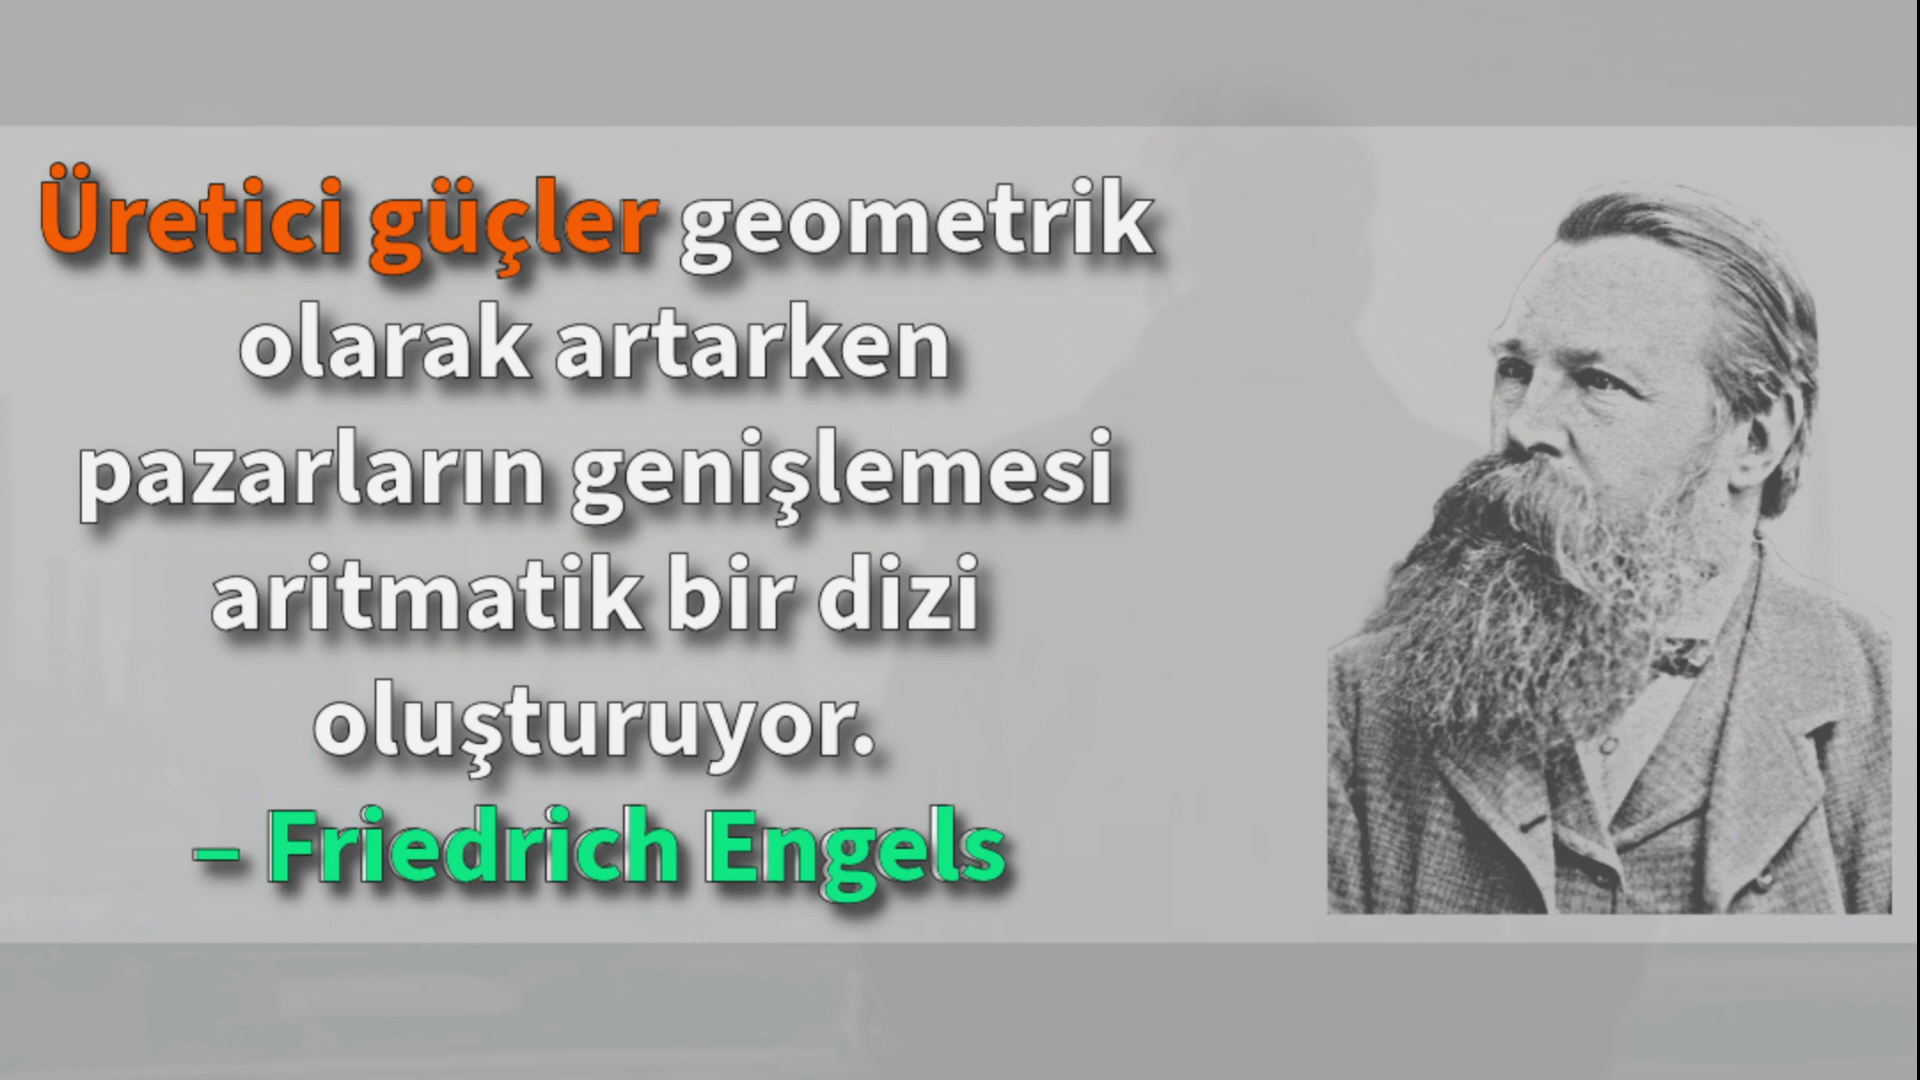 Üretici güçler geometrik
olarak artarken
pazarların genişlemesi
aritmatik bir dizi
oluşturuyor.
– Friedrich Engels